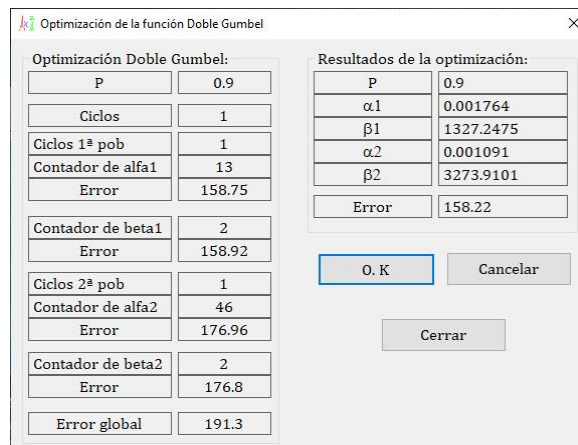 Optimización de la función Doble Gumbel
Optimización Doble Gumbel:
P 0.9
Ciclos 1
Ciclos 1ª pob 1
Contador de alfa1 13
Error 158.75
Contador de beta1 2
Error 158.92
Ciclos 2ª pob 1
Contador de alfa2 46
Error 176.96
Contador de beta2 2
Error 176.8
Error global 191.3
Resultados de la optimización:
P 0.9
α1 0.001764
β1 1327.2475
α2 0.001091
β2 3273.9101
Error 158.22
O. K Cancelar
Cerrar